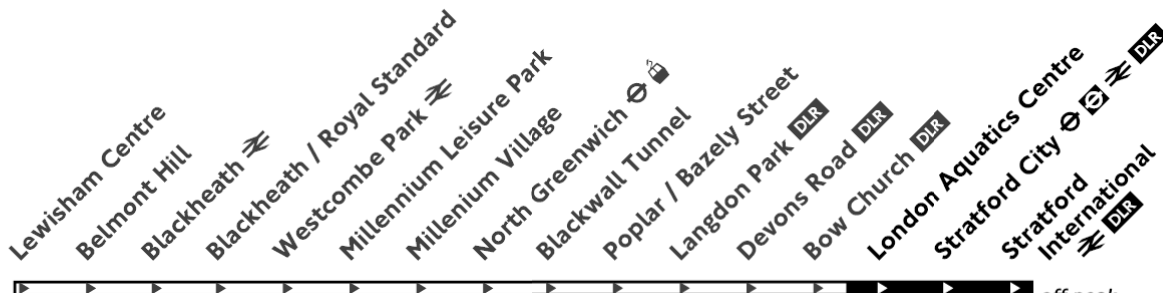 Lewisham Centre
Belmont Hill
Blackheath
Blackheath / Royal Standard
Westcombe Park
Millennium Leisure Park
Millenium Village
North Greenwich
Blackwall Tunnel
Poplar / Bazely Street
Langdon Park DLR
Devons Road DLR
Bow Church DLR
London Aquatics Centre
Stratford City DLR
Stratford
International
DLR